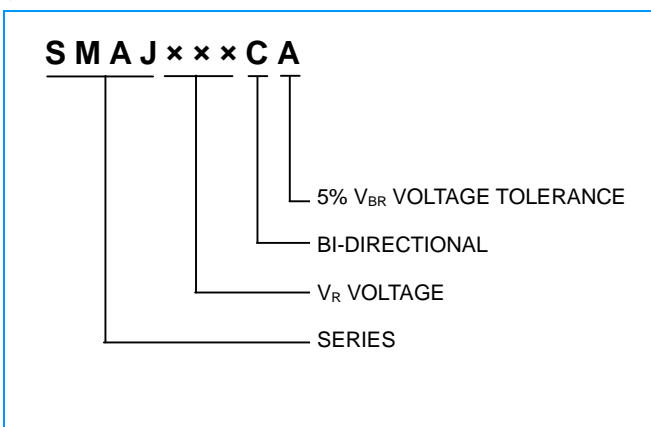 SMAJ×××CA
5% VBR VOLTAGE TOLERANCE
BI-DIRECTIONAL
VR VOLTAGE
SERIES